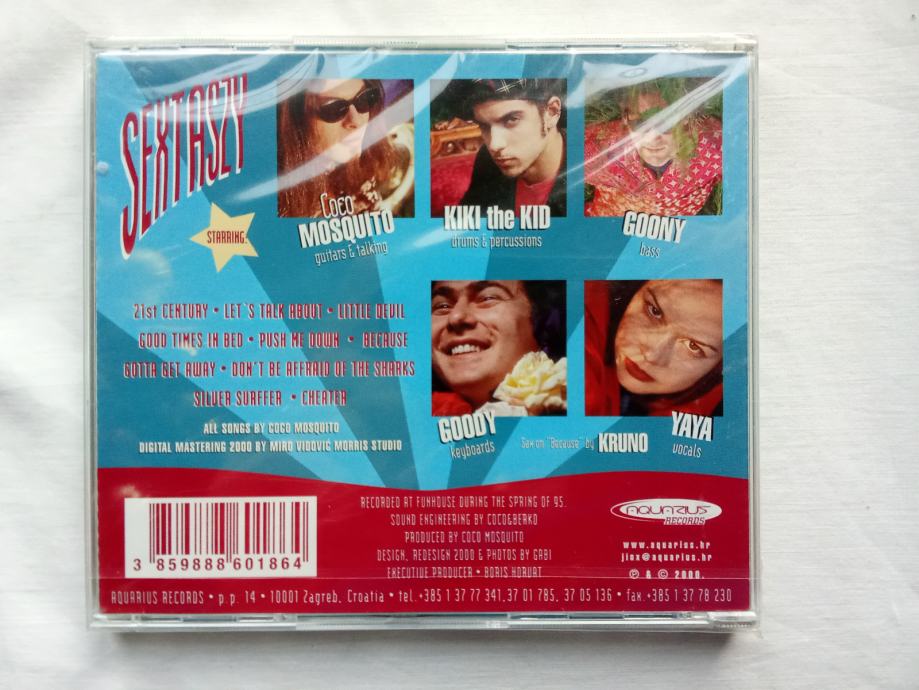 SEXTASZY
STARRING:
Coco
MOSQUITO
guitars & talking
KIKI the KID
drums & percussions
GOONY
bass
21st CENTURY • LET'S TALK ABOUT • LITTLE DEVIL
GOOD TIMES IN BED • PUSH ME DOWN • BECAUSE
GOTTA GET AWAY • DON'T BE AFFRAID OF THE SHARKS
SILVER SURFFER • CHEATER
ALL SONGS BY COCO MOSQUITO
DIGITAL MASTERING 2000 BY MIRO VIDOVIĆ MORRIS STUDIO
GOODY
keyboards
Sax on "Because" by KRUNO
YAYA
vocals
3 859888 601864
RECORDED AT FUNHOUSE DURING THE SPRING OF 95.
SOUND ENGINEERING BY COCO&BERKO
PRODUCED BY COCO MOSQUITO
DESIGN, REDESIGN 2000 & PHOTOS BY GABI
EXECUTIVE PRODUCER • BORIS HORVAT
AQUARIUS
RECORDS
www.aquarius.hr
jinx@aquarius.hr
℗ & © 2000.
AQUARIUS RECORDS • p.p. 14 • 10001 Zagreb, Croatia • tel.+385 1 37 77 341,37 01 785, 37 05 136 • fax.+385 1 37 78 230